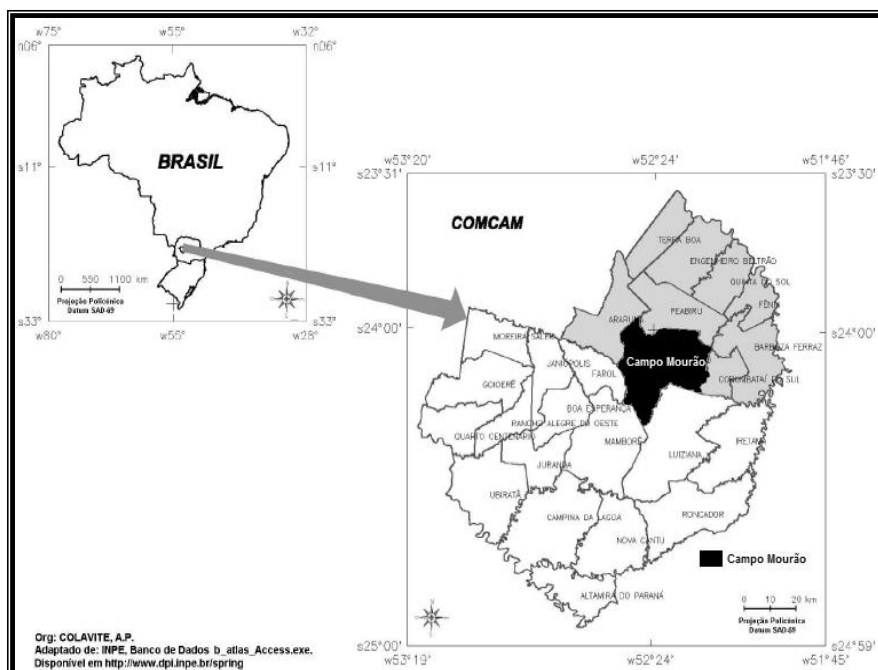 w75°
w55°
w32°
n06°
n06°
BRASIL
s11°
s11°
0 550 1100 km
Projeção Policônica
Datum SAD-69
s33°
s33°
w80°
w55°
w28°
w53°20'
w52°24'
w51°46'
s23°31'
s23°30'
COMCAM
TERRA BOA
ENGENHEIRO BELTRÃO
QUINTA DO SOL
FÊNIX
ARARUNA
PEABIRU
s24°00'
s24°00'
MOREIRA SALES
BARBOSA FERRAZ
JANIÓPOLIS
Campo Mourão
FAROL
CORUMBATAÍ DO SUL
GOIOERÊ
BOA ESPERANÇA
RANCHO ALEGRE DO OESTE
QUARTO CENTENÁRIO
MAMBORÊ
IRETAMA
LUIZIANA
JURANDA
UBIRATÃ
CAMPINA DA LAGOA
RONCADOR
NOVA CANTU
Campo Mourão
ALTAMIRA DO PARANÁ
0 10 20 km
Projeção Policônica
Datum SAD-69
Org: COLAVITE, A.P.
Adaptado de: INPE, Banco de Dados b_atlas_Access.exe.
Disponível em http://www.dpi.inpe.br/spring
s25°00'
s24°59'
w53°19'
w52°24'
w51°45'